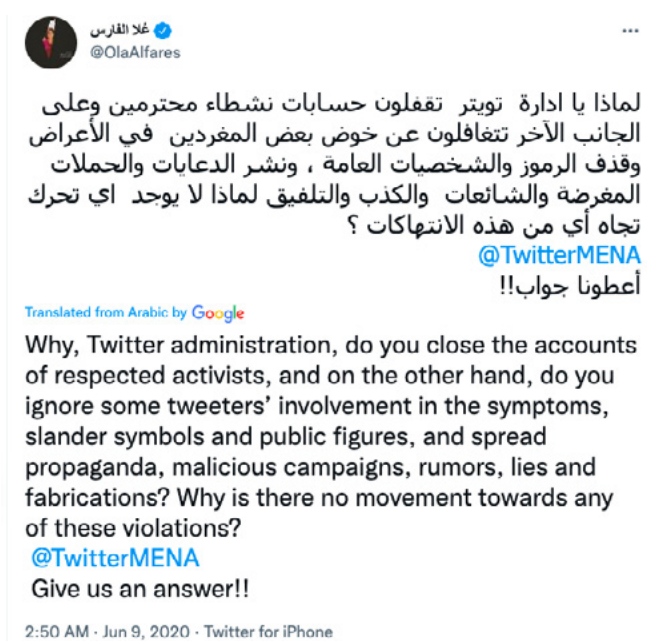 عُلا الفارس
@OlaAlfares
لماذا يا ادارة تويتر تقفلون حسابات نشطاء محترمين وعلى
الجانب الآخر تتغافلون عن خوض بعض المغردين في الأعراض
وقذف الرموز والشخصيات العامة ، ونشر الدعايات والحملات
المغرضة والشائعات والكذب والتلفيق لماذا لا يوجد اي تحرك
تجاه أي من هذه الانتهاكات ؟
@TwitterMENA
أعطونا جواب!!
Translated from Arabic by Google
Why, Twitter administration, do you close the accounts
of respected activists, and on the other hand, do you
ignore some tweeters’ involvement in the symptoms,
slander symbols and public figures, and spread
propaganda, malicious campaigns, rumors, lies and
fabrications? Why is there no movement towards any
of these violations?
@TwitterMENA
Give us an answer!!
2:50 AM · Jun 9, 2020 · Twitter for iPhone